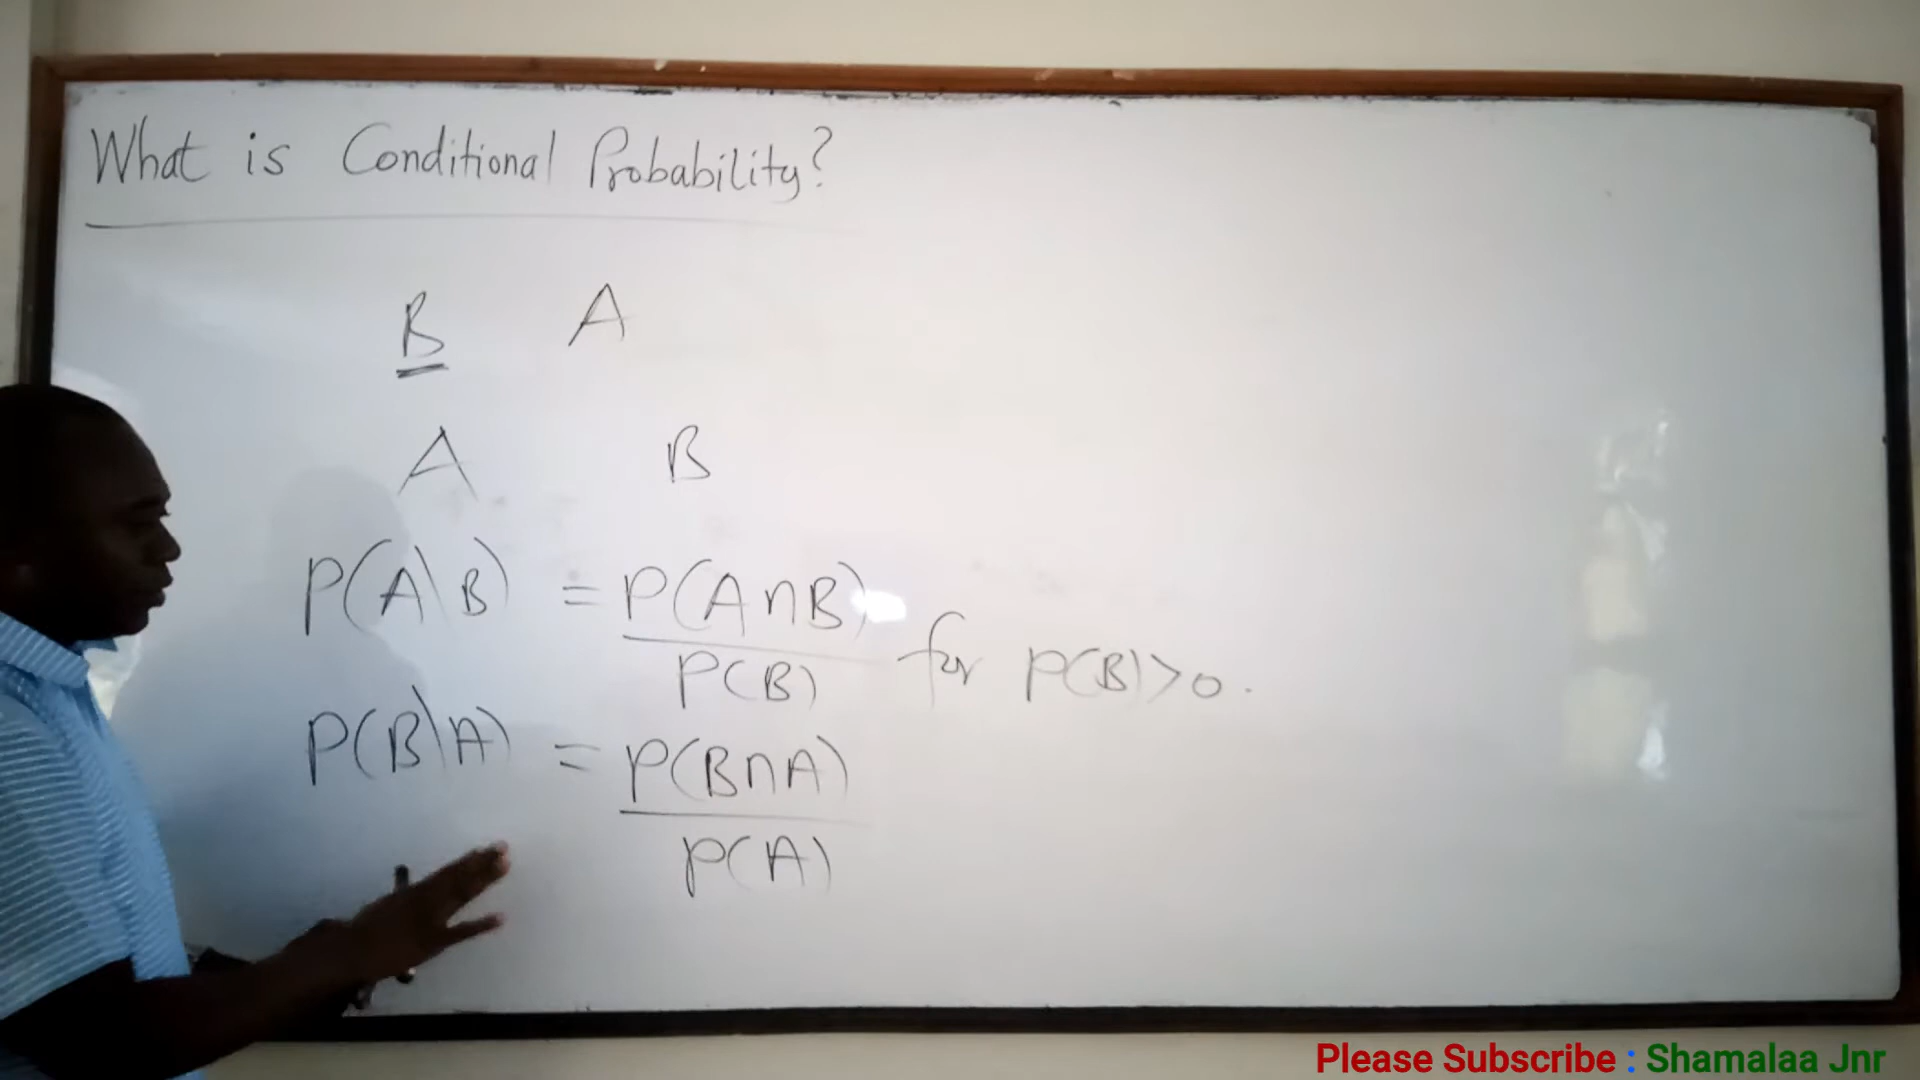 What is Conditional Probability?
B A
A B
P(A\B) = P(A∩B) / P(B) for P(B)>0.
P(B\A) = P(B∩A) / P(A)
Please Subscribe : Shamalaa Jnr